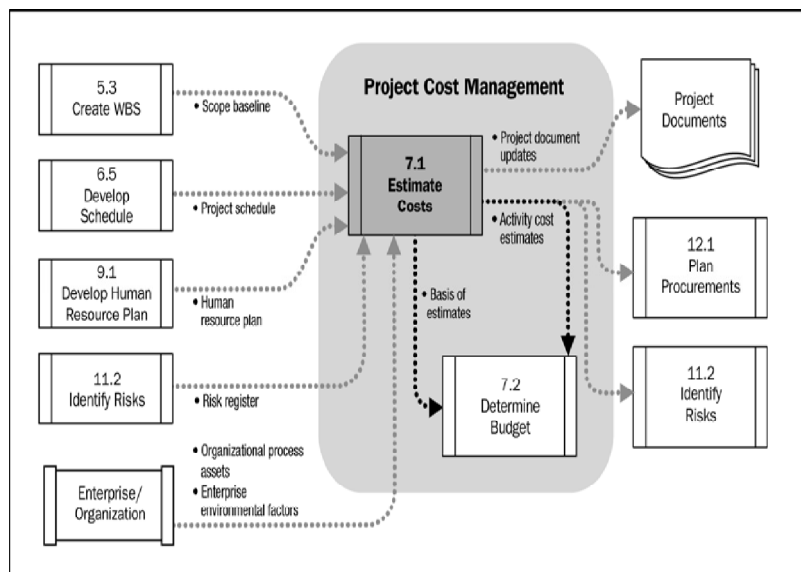 Project Cost Management
5.3
Create WBS
• Scope baseline
6.5
Develop
Schedule
• Project schedule
9.1
Develop Human
Resource Plan
• Human
resource plan
11.2
Identify Risks
• Risk register
Enterprise/
Organization
• Organizational process
assets
• Enterprise
environmental factors
7.1
Estimate
Costs
• Project document
updates
• Activity cost
estimates
• Basis of
estimates
7.2
Determine
Budget
Project
Documents
12.1
Plan
Procurements
11.2
Identify
Risks